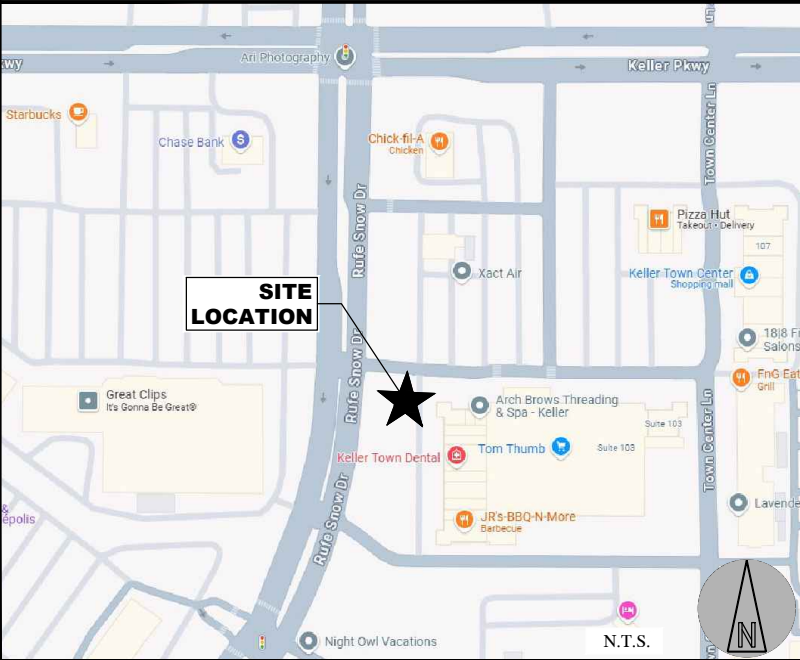 Ari Photography
Keller Pkwy
Starbucks
Chase Bank
Chick-fil-A
Chicken
Town Center Ln
Pizza Hut
Takeout • Delivery
107
Rufe Snow Dr
Xact Air
Keller Town Center
Shopping mall
SITE
LOCATION
18|8 Fi
Salons
Rufe Snow Dr
FnG Eat
Grill
Great Clips
It's Gonna Be Great®
Arch Brows Threading
& Spa - Keller
Suite 103
Town Center Ln
Keller Town Dental
Tom Thumb
Suite 103
JR's-BBQ-N-More
Barbecue
Lavende
Rufe Snow Dr
épolis
Night Owl Vacations
N.T.S.
N